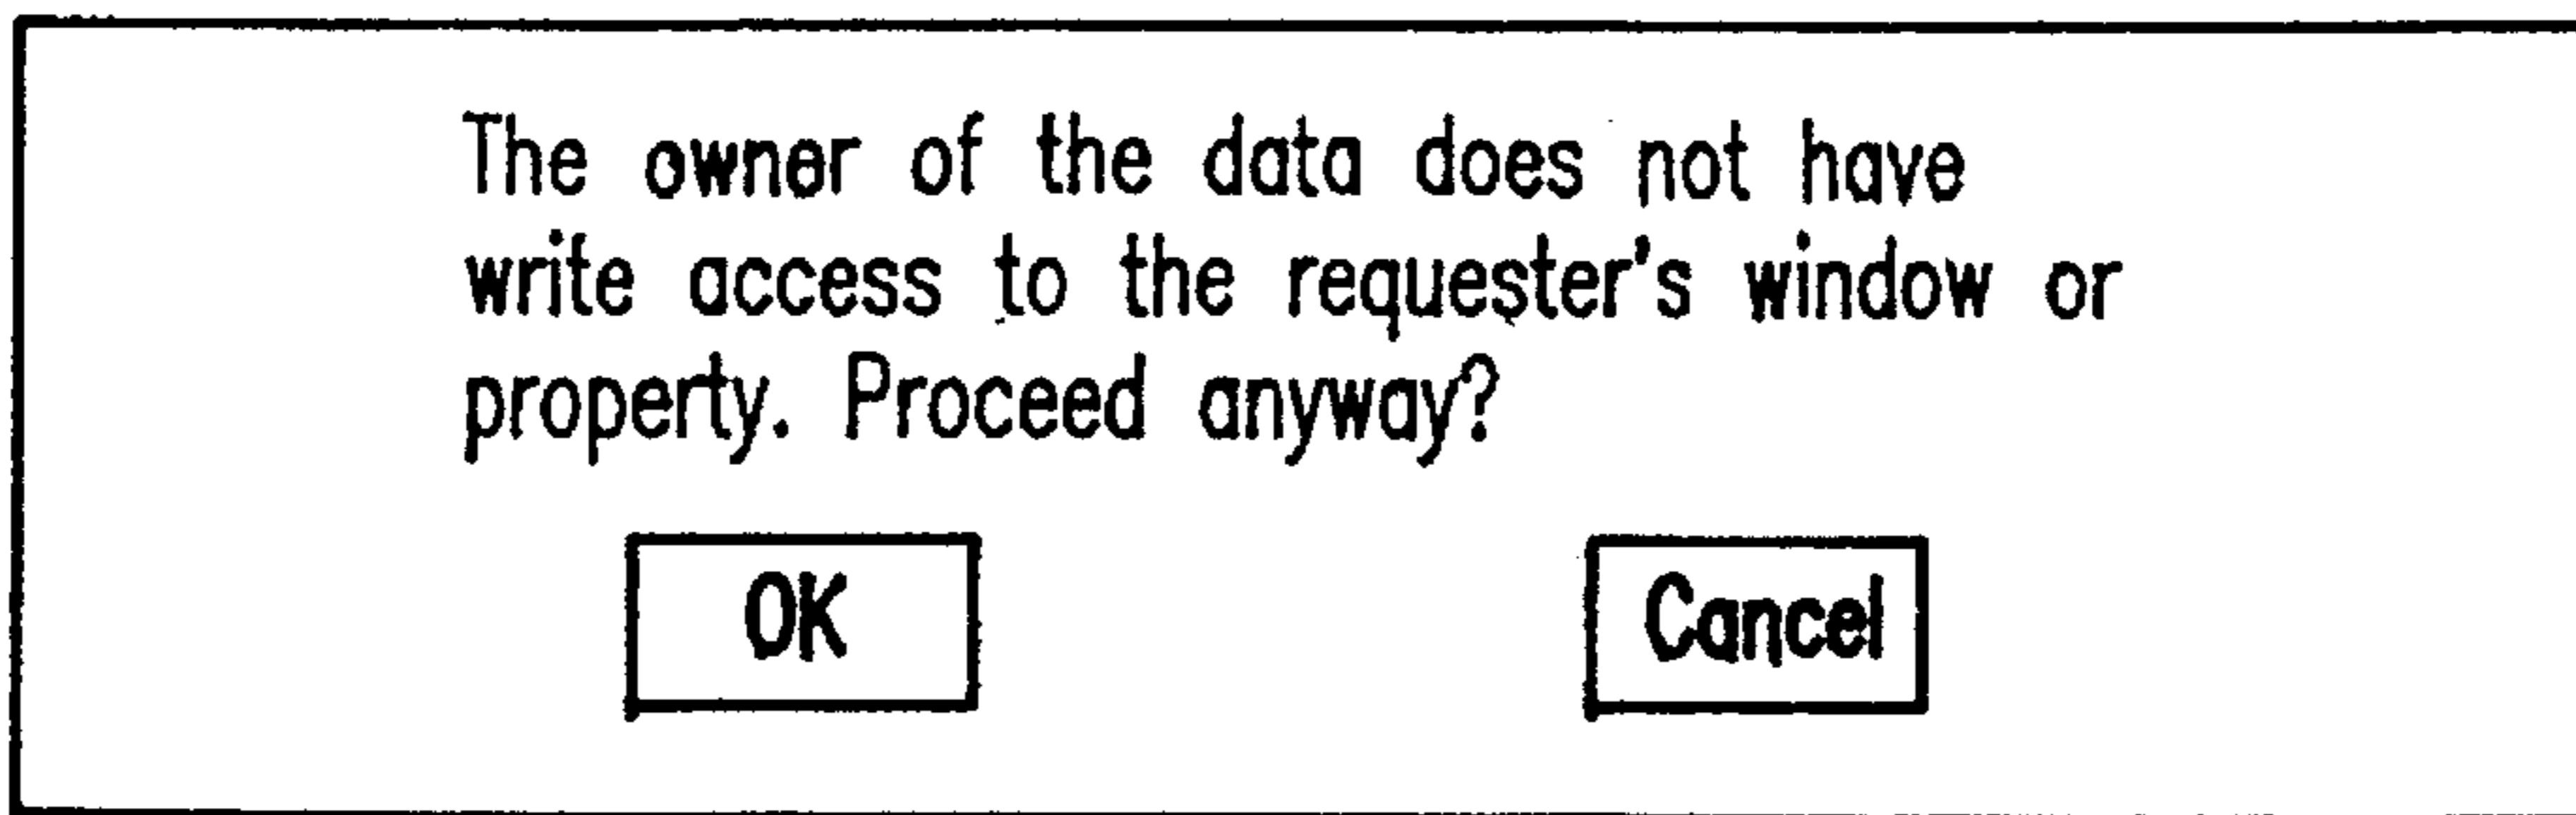 The owner of the data does not have
write access to the requester's window or
property. Proceed anyway?
OK
Cancel